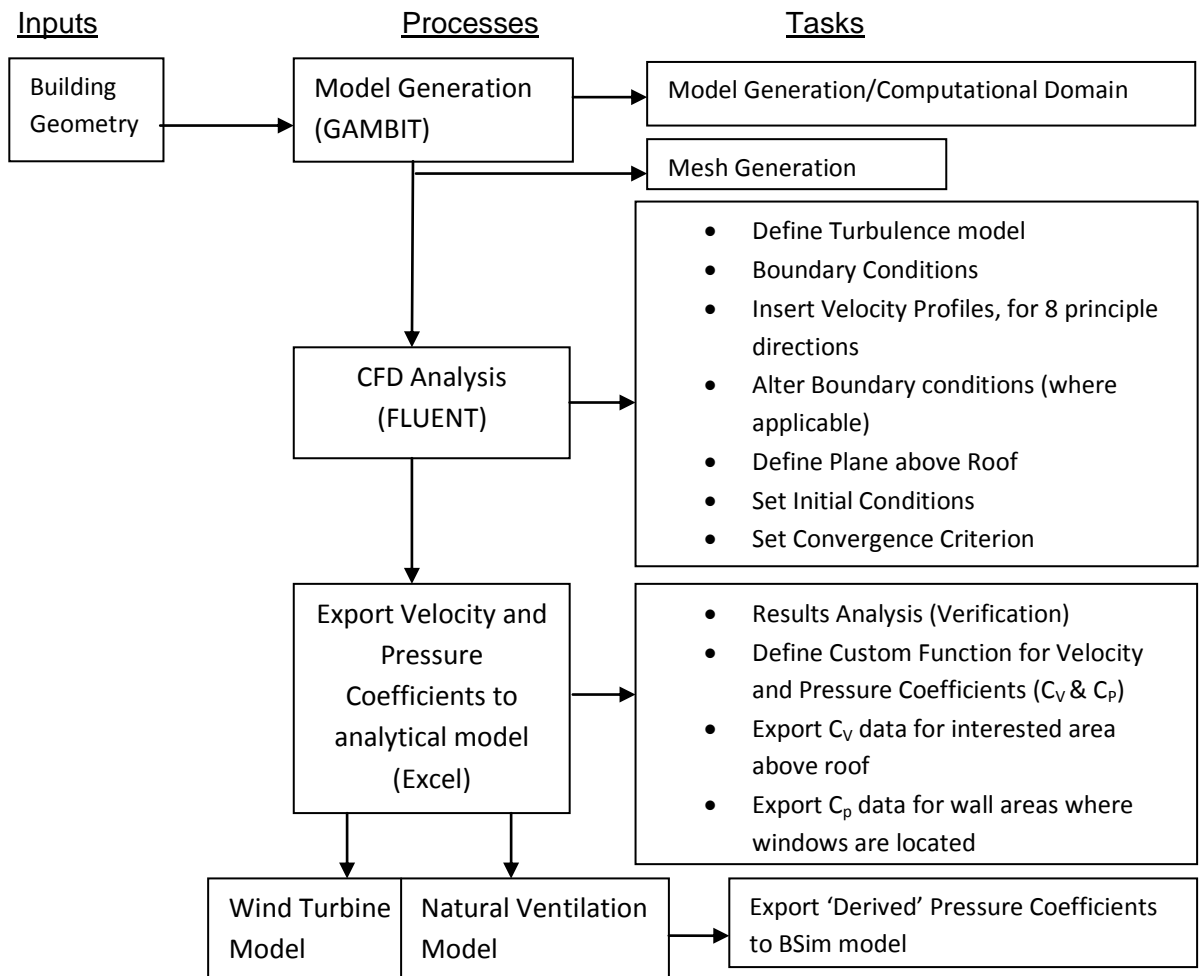 Inputs
Processes
Tasks
Building
Geometry
Model Generation
(GAMBIT)
Model Generation/Computational Domain
Mesh Generation
CFD Analysis
(FLUENT)
• Define Turbulence model
• Boundary Conditions
• Insert Velocity Profiles, for 8 principle
directions
• Alter Boundary conditions (where
applicable)
• Define Plane above Roof
• Set Initial Conditions
• Set Convergence Criterion
Export Velocity and
Pressure
Coefficients to
analytical model
(Excel)
• Results Analysis (Verification)
• Define Custom Function for Velocity
and Pressure Coefficients (CV & CP)
• Export CV data for interested area
above roof
• Export Cp data for wall areas where
windows are located
Wind Turbine
Model
Natural Ventilation
Model
Export ‘Derived’ Pressure Coefficients
to BSim model